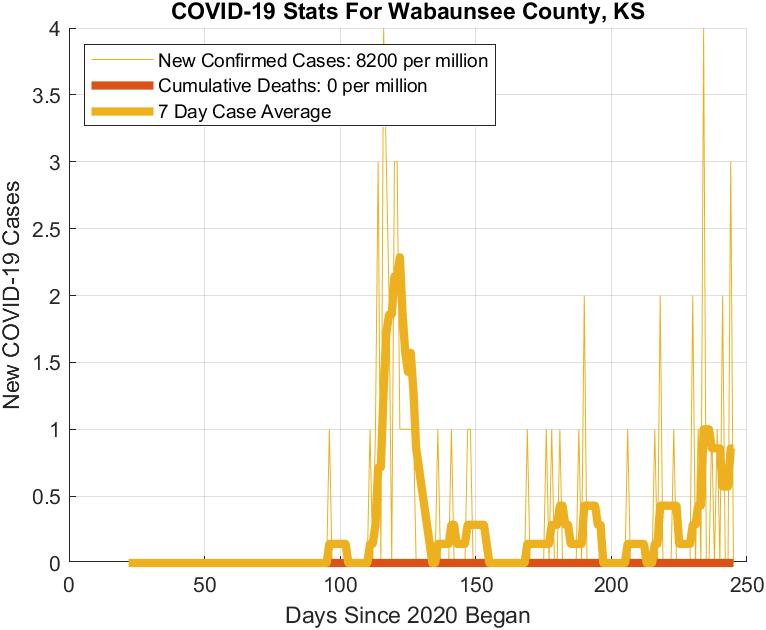 COVID-19 Stats For Wabaunsee County, KS
New Confirmed Cases: 8200 per million
Cumulative Deaths: 0 per million
7 Day Case Average
New COVID-19 Cases
4
3.5
3
2.5
2
1.5
1
0.5
0
0 50 100 150 200 250
Days Since 2020 Began